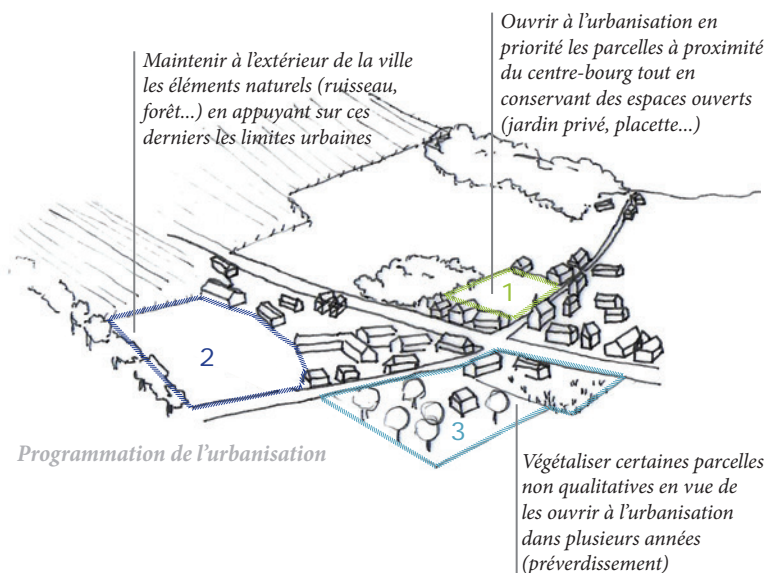 Ouvrir à l’urbanisation en
priorité les parcelles à proximité
du centre-bourg tout en
conservant des espaces ouverts
(jardin privé, placette...)
Maintenir à l’extérieur de la ville
les éléments naturels (ruisseau,
forêt...) en appuyant sur ces
derniers les limites urbaines
1
2
3
Programmation de l’urbanisation
Végétaliser certaines parcelles
non qualitatives en vue de
les ouvrir à l’urbanisation
dans plusieurs années
(préverdissement)